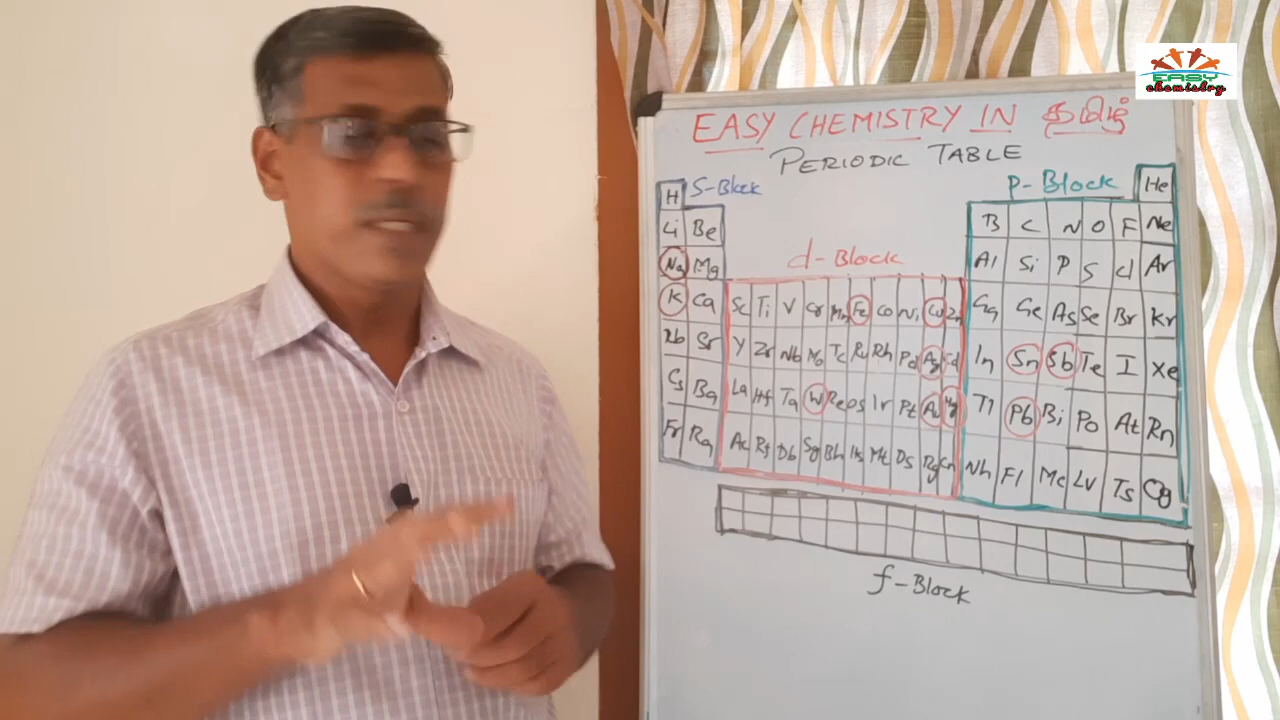 EASY
chemistry
EASY CHEMISTRY IN தமிழ்
PERIODIC TABLE
S-Block
P-Block
d-Block
H He
Li Be B C N O F Ne
Na Mg Al Si P S Cl Ar
K Ca Sc Ti V Cr Mn Fe Co Ni Cu Zn Ga Ge As Se Br Kr
Rb Sr Y Zr Nb Mo Tc Ru Rh Pd Ag Cd In Sn Sb Te I Xe
Cs Ba La Hf Ta W Re Os Ir Pt Au Hg Tl Pb Bi Po At Rn
Fr Ra Ac Rf Db Sg Bh Hs Mt Ds Rg Cn Nh Fl Mc Lv Ts Og
f-Block